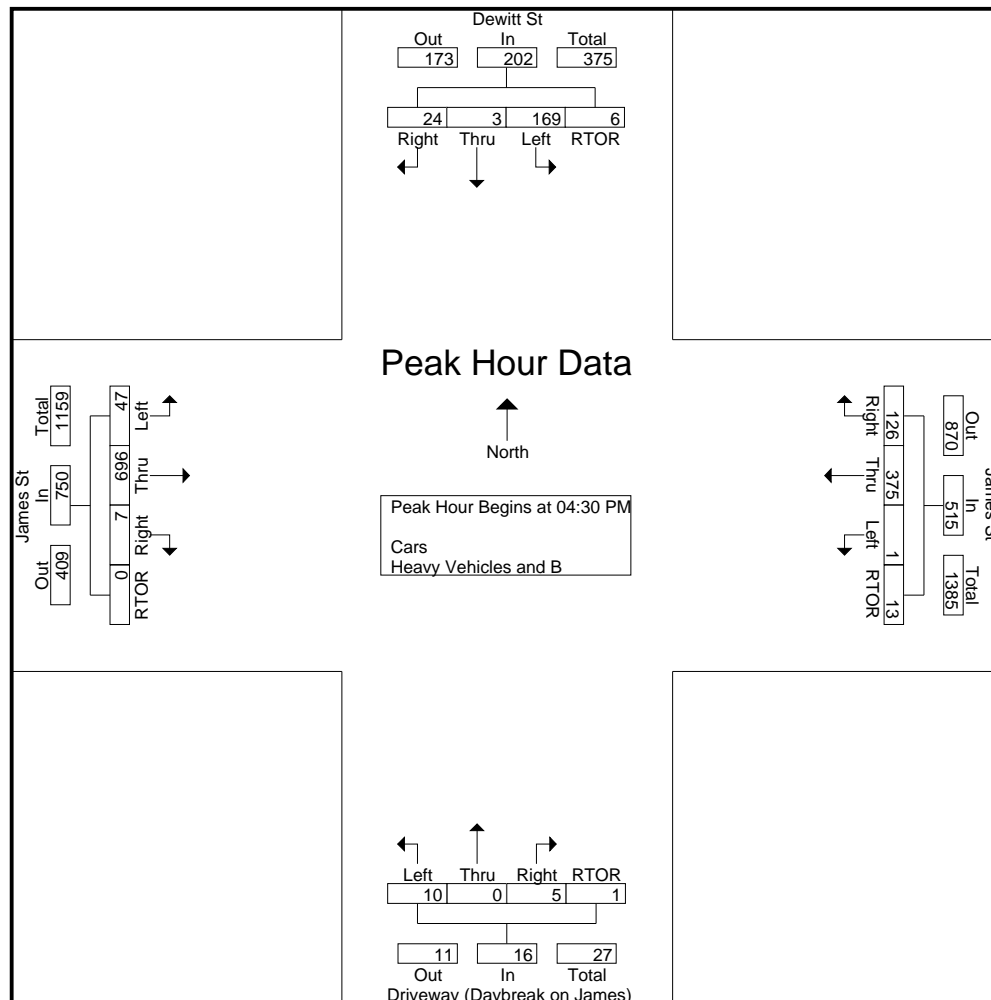 Dewitt St
Out In Total
173 202 375
24 3 169 6
Right Thru Left RTOR
Peak Hour Data
North
Peak Hour Begins at 04:30 PM
Cars
Heavy Vehicles and B
James St
Total In Out
1159 750 409
47 696 7 0
Left Thru Right RTOR
James St
Out In Total
870 515 1385
126 375 1 13
Right Thru Left RTOR
Left Thru Right RTOR
10 0 5 1
11 16 27
Out In Total
Driveway (Daybreak on James)